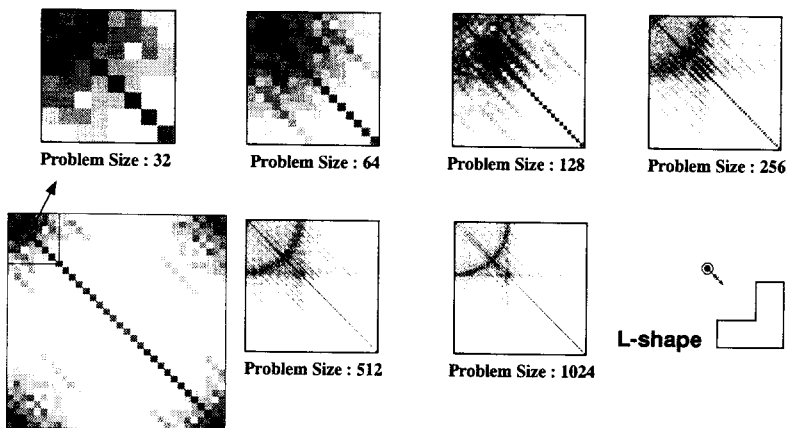 Problem Size : 32
Problem Size : 64
Problem Size : 128
Problem Size : 256
Problem Size : 512
Problem Size : 1024
L-shape